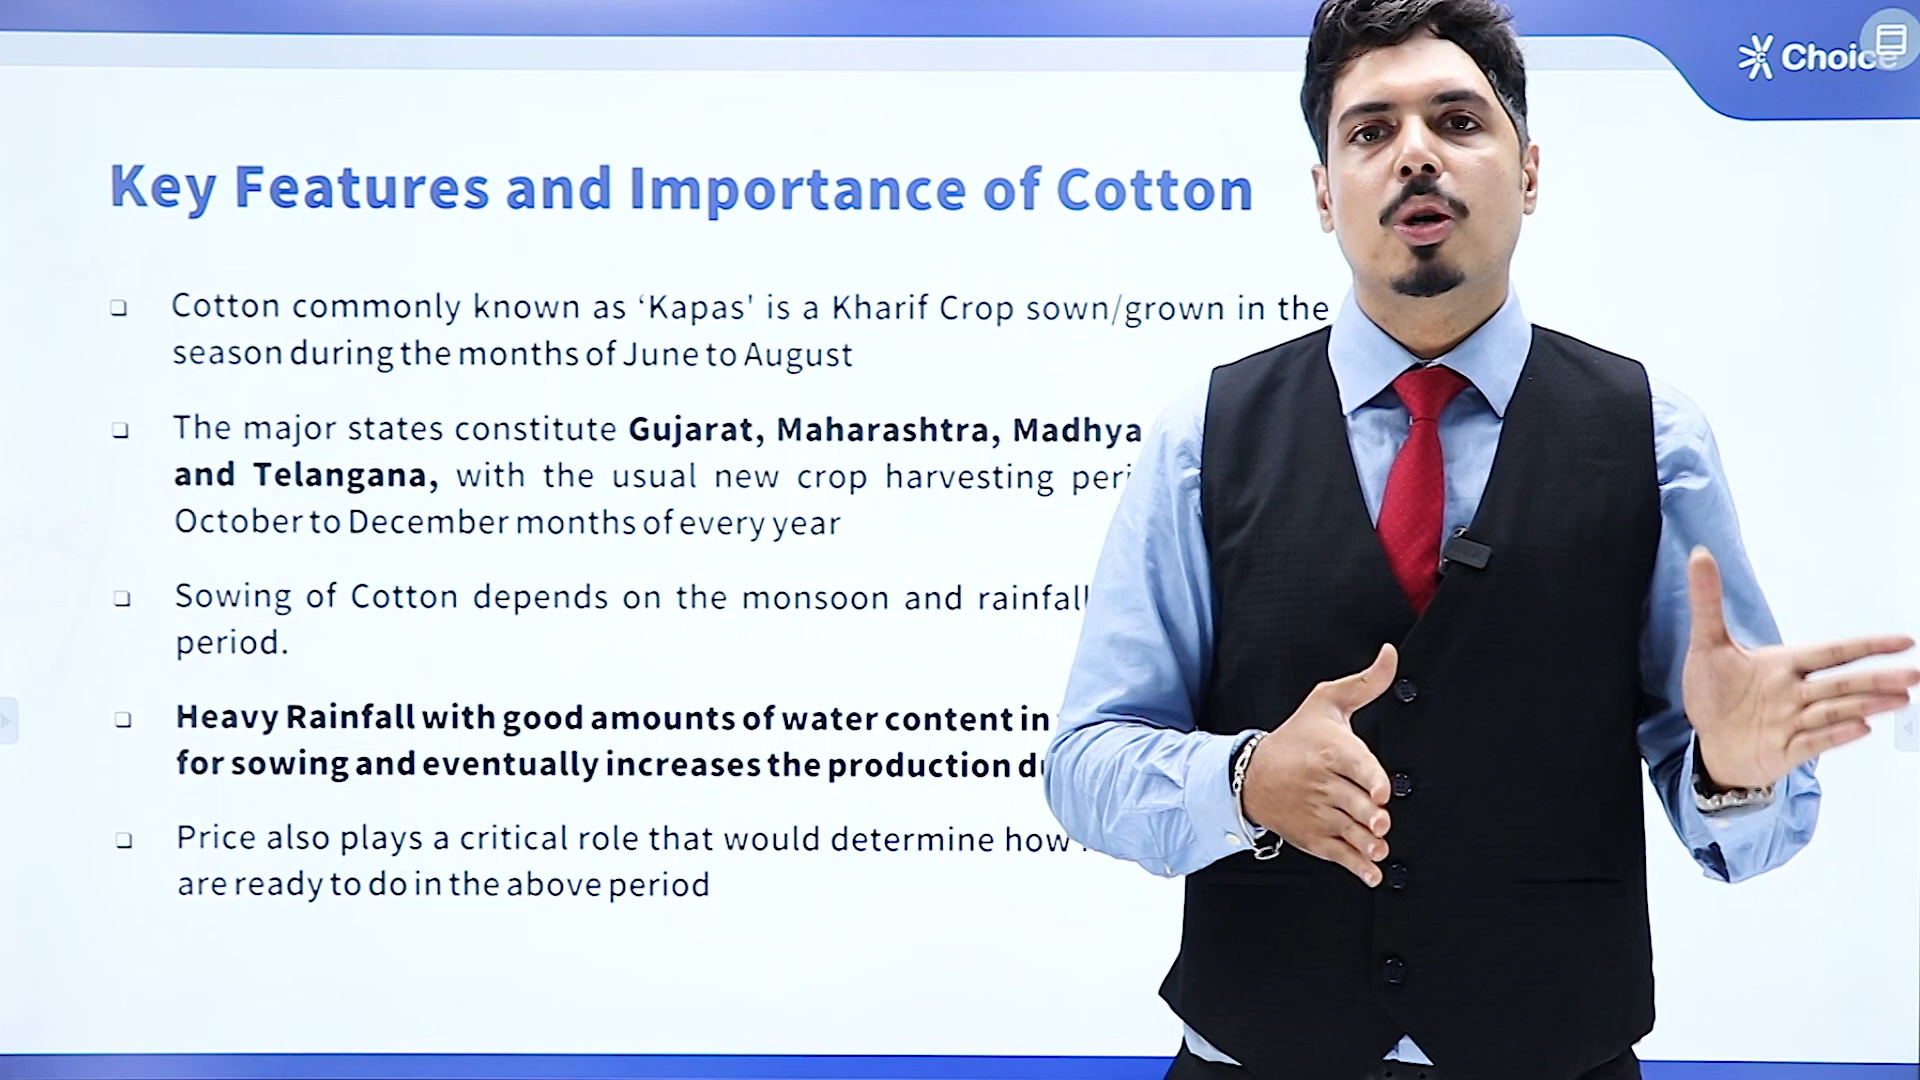 Choice
Key Features and Importance of Cotton
❑ Cotton commonly known as ‘Kapas' is a Kharif Crop sown/grown in the
season during the months of June to August
❑ The major states constitute Gujarat, Maharashtra, Madhya
and Telangana, with the usual new crop harvesting
October to December months of every year
❑ Sowing of Cotton depends on the monsoon and rainfall
period.
❑ Heavy Rainfall with good amounts of water content in
for sowing and eventually increases the production
❑ Price also plays a critical role that would determine how
are ready to do in the above period